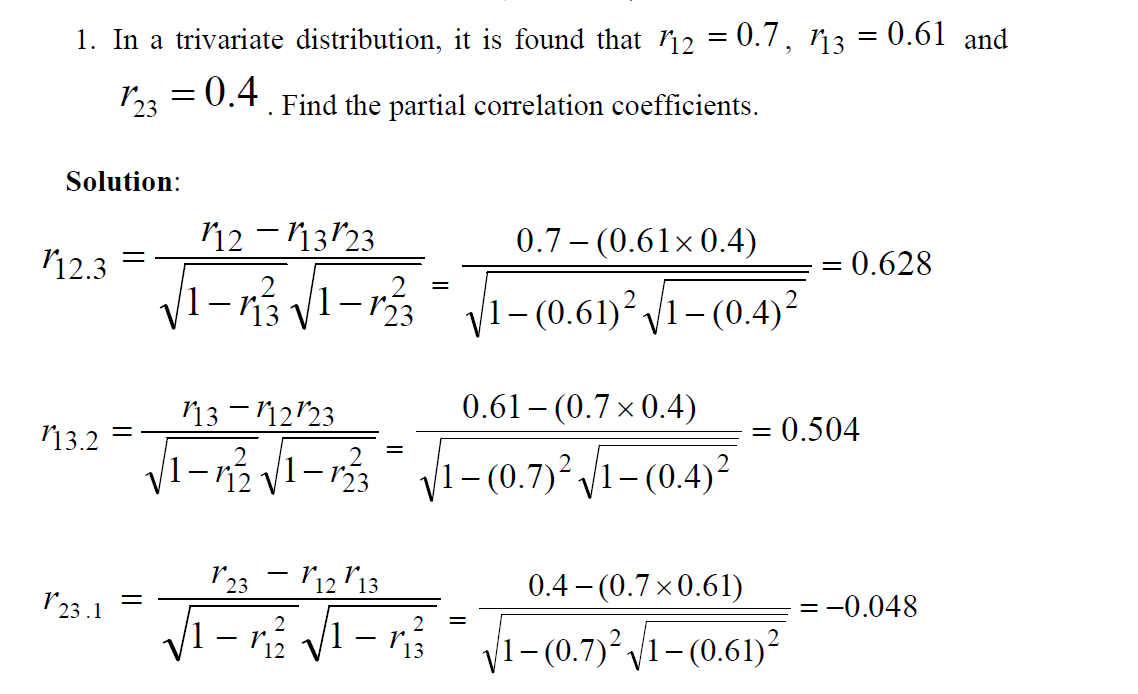 1. In a trivariate distribution, it is found that r₁₂ = 0.7, r₁₃ = 0.61 and
r₂₃ = 0.4. Find the partial correlation coefficients.
Solution:
r₁₂.₃ = (r₁₂ − r₁₃r₂₃) / (√(1 − r₁₃²) √(1 − r₂₃²)) = (0.7 − (0.61 × 0.4)) / (√(1 − (0.61)²) √(1 − (0.4)²)) = 0.628
r₁₃.₂ = (r₁₃ − r₁₂r₂₃) / (√(1 − r₁₂²) √(1 − r₂₃²)) = (0.61 − (0.7 × 0.4)) / (√(1 − (0.7)²) √(1 − (0.4)²)) = 0.504
r₂₃.₁ = (r₂₃ − r₁₂ r₁₃) / (√(1 − r₁₂²) √(1 − r₁₃²)) = (0.4 − (0.7 × 0.61)) / (√(1 − (0.7)²) √(1 − (0.61)²)) = −0.048